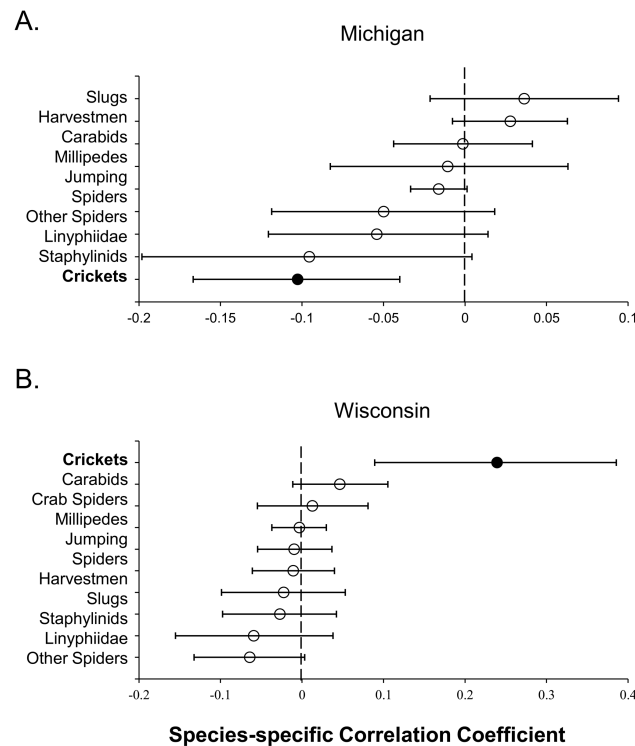 A.
Michigan
Slugs
Harvestmen
Carabids
Millipedes
Jumping
Spiders
Other Spiders
Linyphiidae
Staphylinids
Crickets
-0.2 -0.15 -0.1 -0.05 0 0.05 0.1
B.
Wisconsin
Crickets
Carabids
Crab Spiders
Millipedes
Jumping
Spiders
Harvestmen
Slugs
Staphylinids
Linyphiidae
Other Spiders
-0.2 -0.1 0 0.1 0.2 0.3 0.4
Species-specific Correlation Coefficient